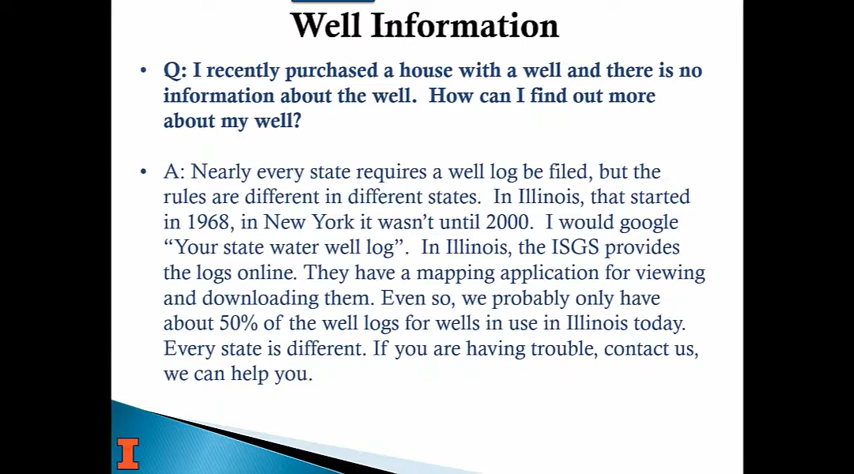 Well Information
• Q: I recently purchased a house with a well and there is no
information about the well.  How can I find out more
about my well?
• A: Nearly every state requires a well log be filed, but the
rules are different in different states.  In Illinois, that started
in 1968, in New York it wasn’t until 2000.  I would google
“Your state water well log”.  In Illinois, the ISGS provides
the logs online. They have a mapping application for viewing
and downloading them. Even so, we probably only have
about 50% of the well logs for wells in use in Illinois today.
Every state is different. If you are having trouble, contact us,
we can help you.
I